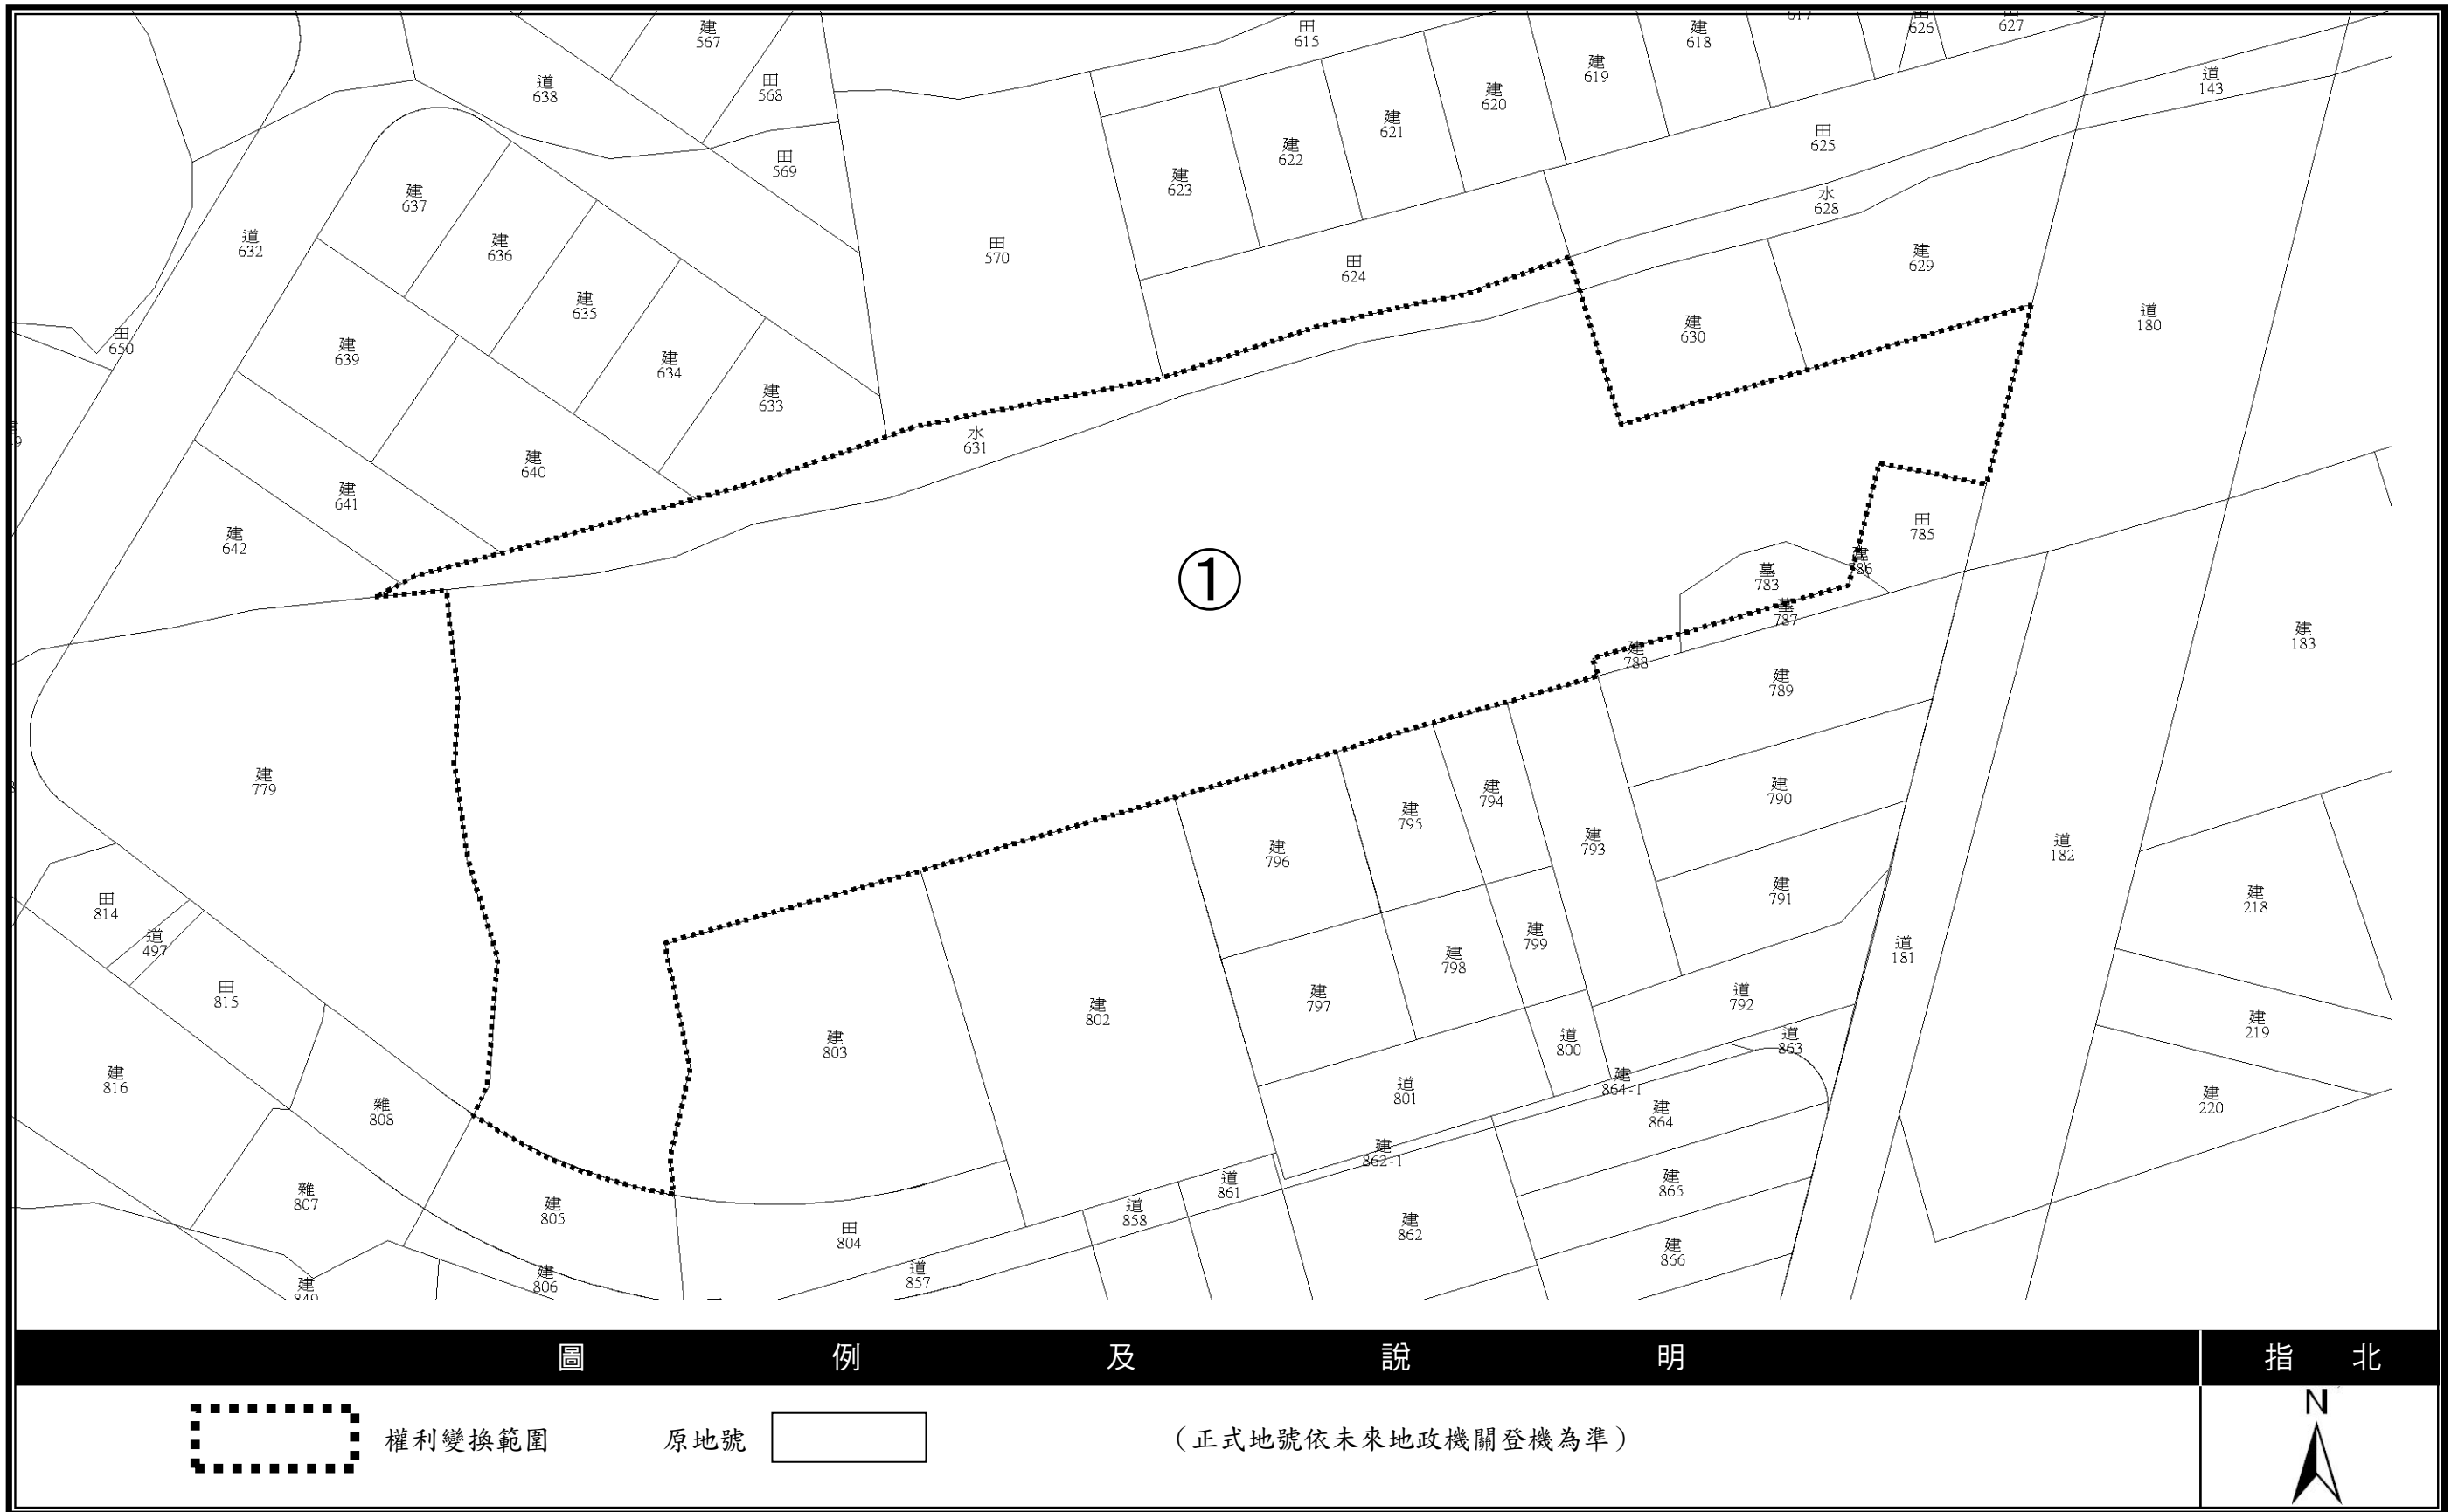 建
567
田
615
建
618
617
田
626
田
627
道
638
田
568
建
619
建
620
建
621
道
143
田
625
建
622
田
569
建
623
建
637
水
628
道
632
建
636
田
570
田
624
建
629
建
635
建
630
道
180
田
650
建
639
建
634
建
633
水
631
建
640
建
641
建
642
田
785
建
786
墓
783
墓
787
①
建
788
建
183
建
789
建
779
建
790
建
794
建
795
建
796
建
793
道
182
建
791
建
218
田
814
道
497
建
799
建
798
道
181
田
815
建
797
道
792
建
802
建
803
道
800
道
863
建
219
建
816
道
801
建
864-1
建
864
建
220
雜
808
建
862-1
建
865
道
861
雜
807
建
805
道
858
建
862
田
804
建
866
道
857
建
806
建
849
圖例及說明
指北
權利變換範圍
原地號
（正式地號依未來地政機關登機為準）
N